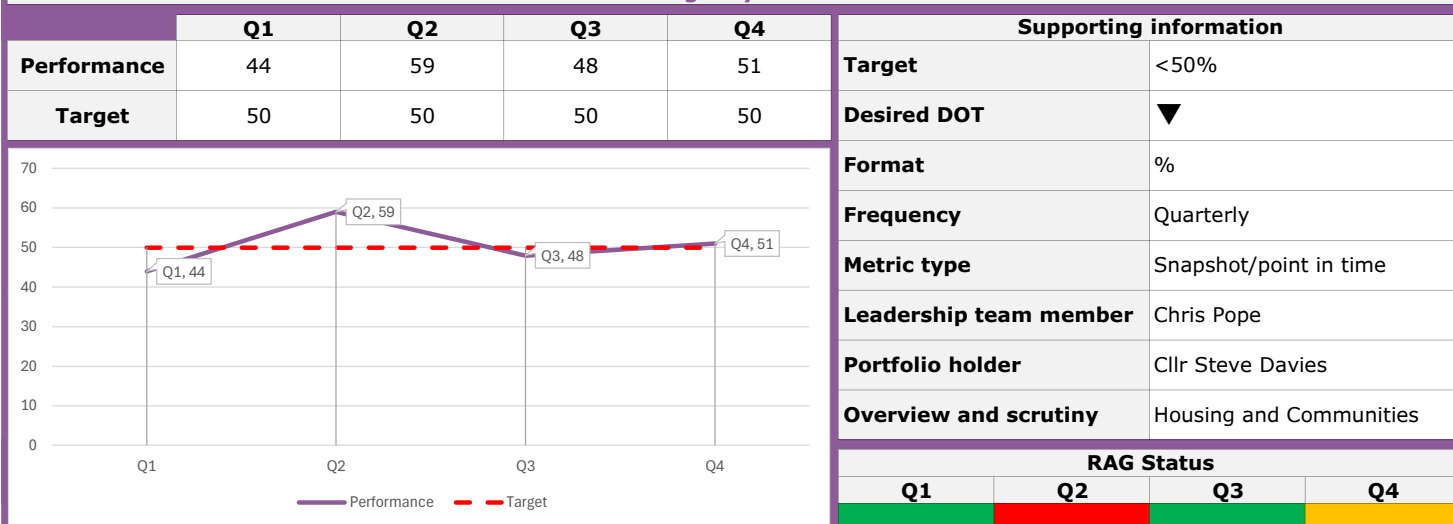 Q1 Q2 Q3 Q4
Performance 44 59 48 51
Target 50 50 50 50
70
60
50
40
30
20
10
0
Q1, 44
Q2, 59
Q3, 48
Q4, 51
Q1 Q2 Q3 Q4
Performance Target
Supporting information
Target <50%
Desired DOT ▼
Format %
Frequency Quarterly
Metric type Snapshot/point in time
Leadership team member Chris Pope
Portfolio holder Cllr Steve Davies
Overview and scrutiny Housing and Communities
RAG Status
Q1 Q2 Q3 Q4